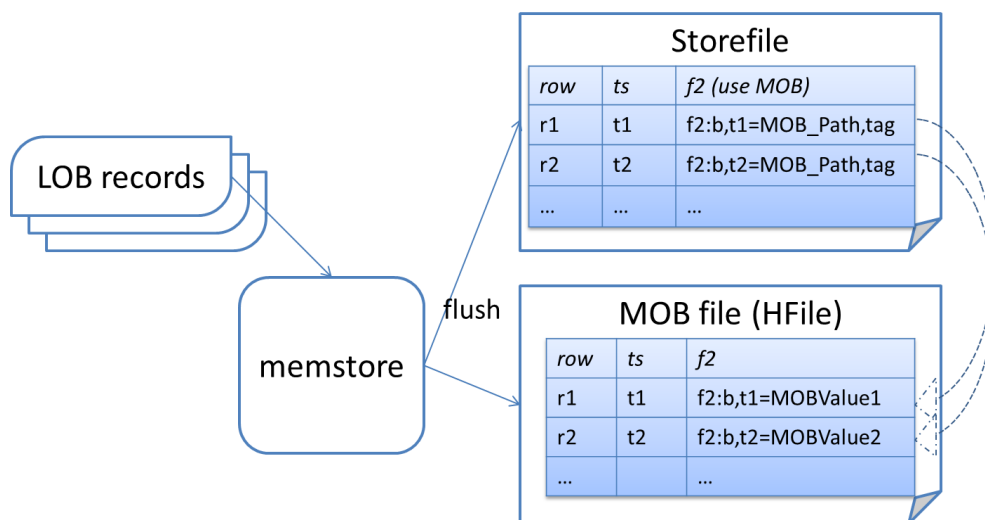 LOB records
memstore
flush
Storefile
row ts f2 (use MOB)
r1 t1 f2:b,t1=MOB_Path,tag
r2 t2 f2:b,t2=MOB_Path,tag
... ... ...
MOB file (HFile)
row ts f2
r1 t1 f2:b,t1=MOBValue1
r2 t2 f2:b,t2=MOBValue2
... ...